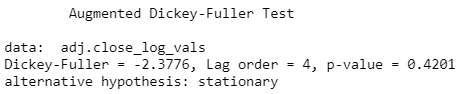 Augmented Dickey-Fuller Test
data:  adj.close_log_vals
Dickey-Fuller = -2.3776, Lag order = 4, p-value = 0.4201
alternative hypothesis: stationary